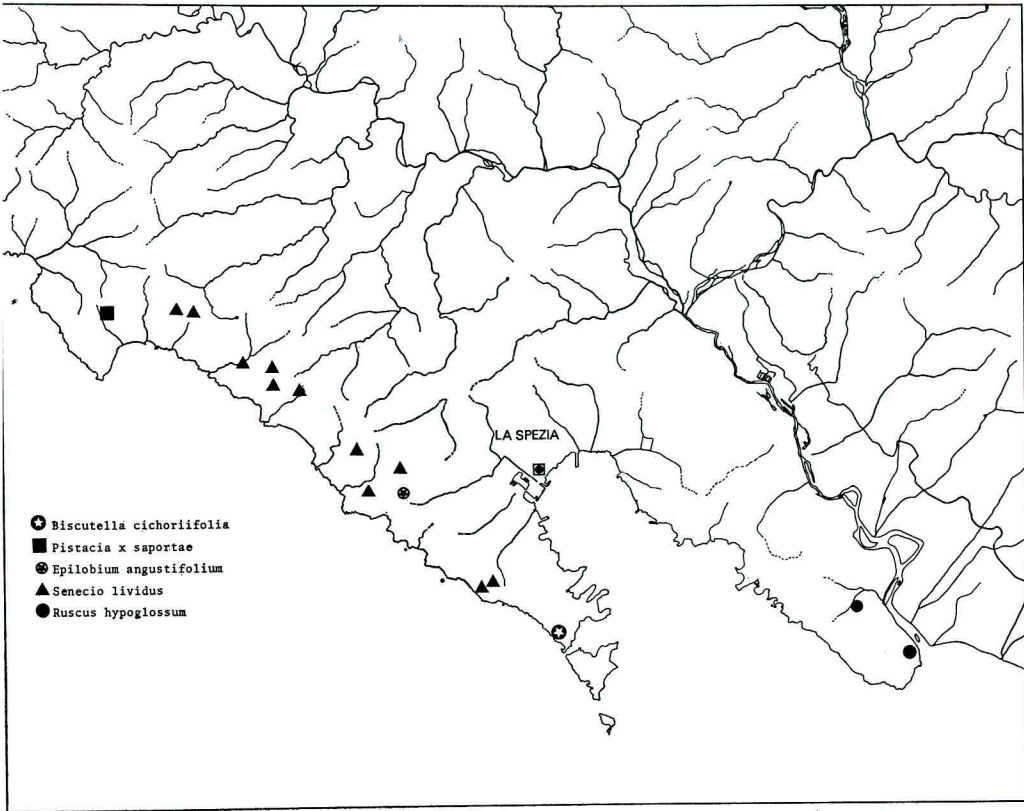 LA SPEZIA
Biscutella cichoriifolia
Pistacia x saportae
Epilobium angustifolium
Senecio lividus
Ruscus hypoglossum